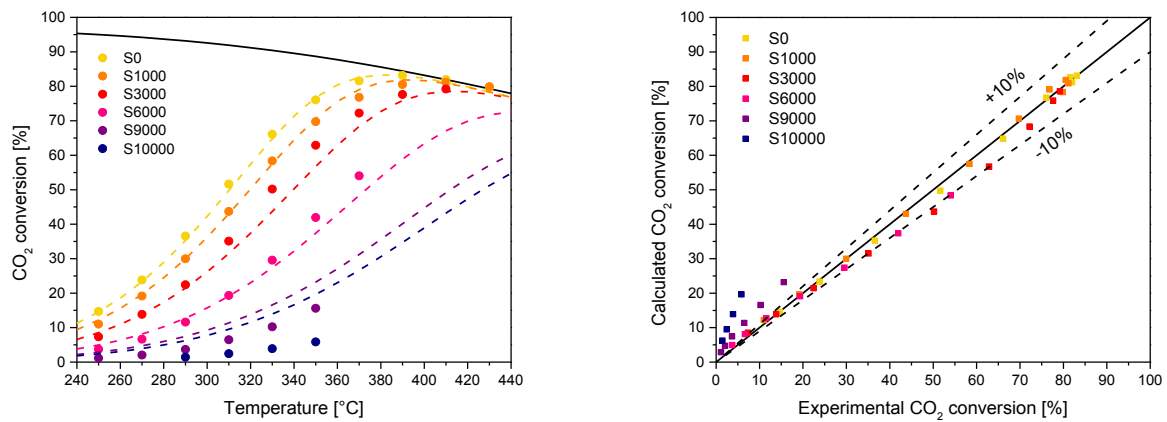 100
90
80
70
60
50
40
30
20
10
0
CO2 conversion [%]
S0
S1000
S3000
S6000
S9000
S10000
240 260 280 300 320 340 360 380 400 420 440
Temperature [°C]
100
90
80
70
60
50
40
30
20
10
0
Calculated CO2 conversion [%]
S0
S1000
S3000
S6000
S9000
S10000
+10%
-10%
0 10 20 30 40 50 60 70 80 90 100
Experimental CO2 conversion [%]